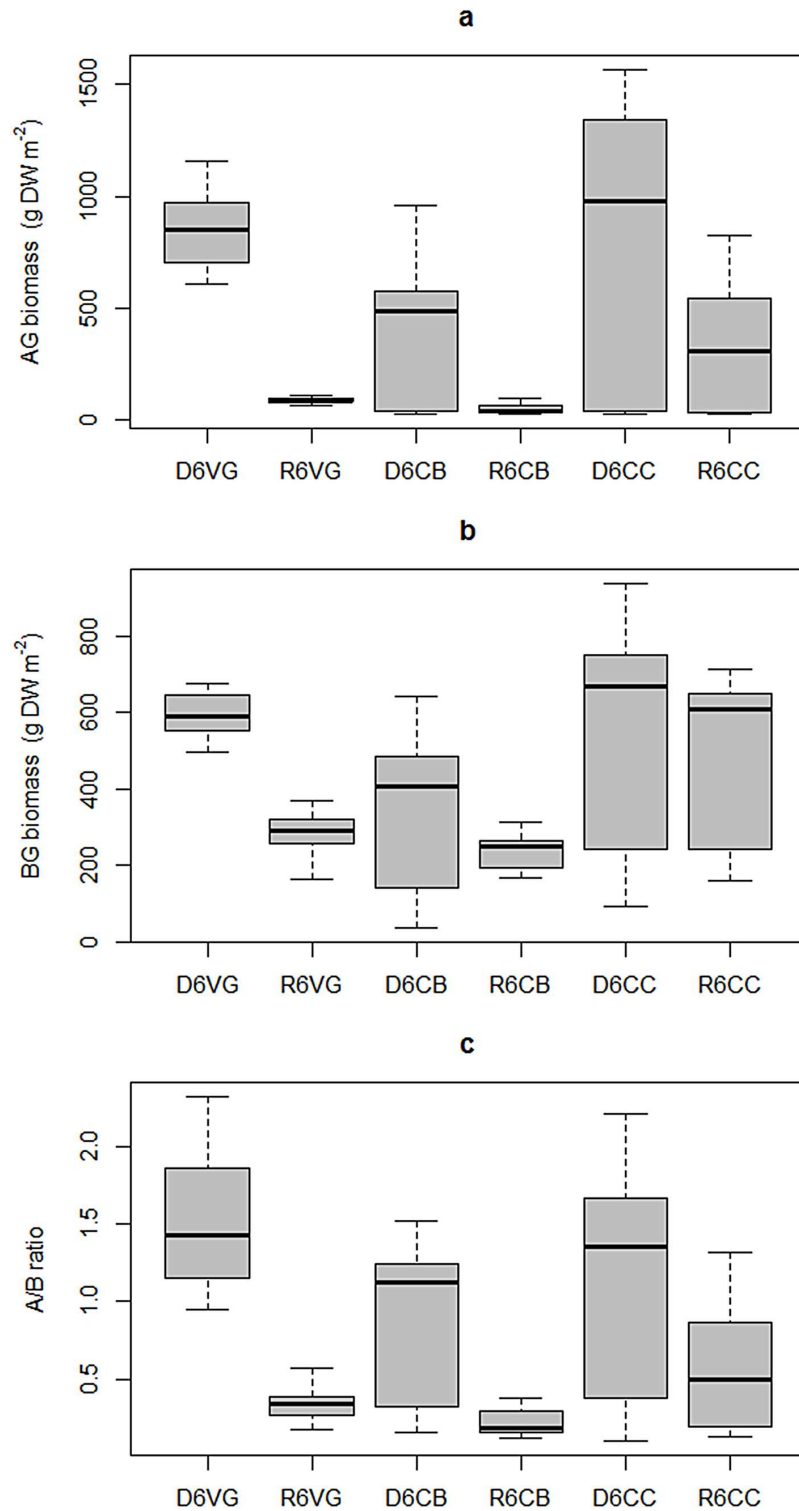 a
AG biomass (g DW m⁻²)
1500
1000
500
0
D6VG R6VG D6CB R6CB D6CC R6CC
b
BG biomass (g DW m⁻²)
800
600
400
200
0
D6VG R6VG D6CB R6CB D6CC R6CC
c
A/B ratio
2.0
1.5
1.0
0.5
D6VG R6VG D6CB R6CB D6CC R6CC